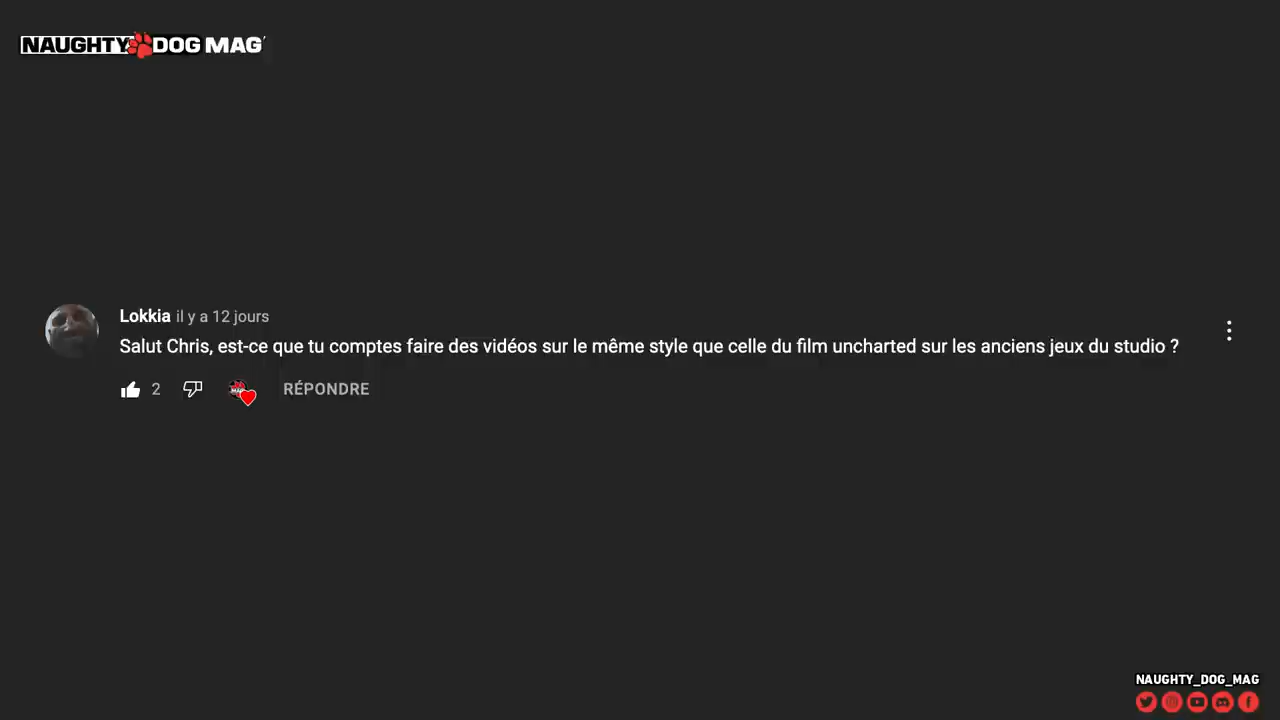 NAUGHTY DOG MAG
Lokkia il y a 12 jours
Salut Chris, est-ce que tu comptes faire des vidéos sur le même style que celle du film uncharted sur les anciens jeux du studio ?
2 RÉPONDRE
NAUGHTY_DOG_MAG